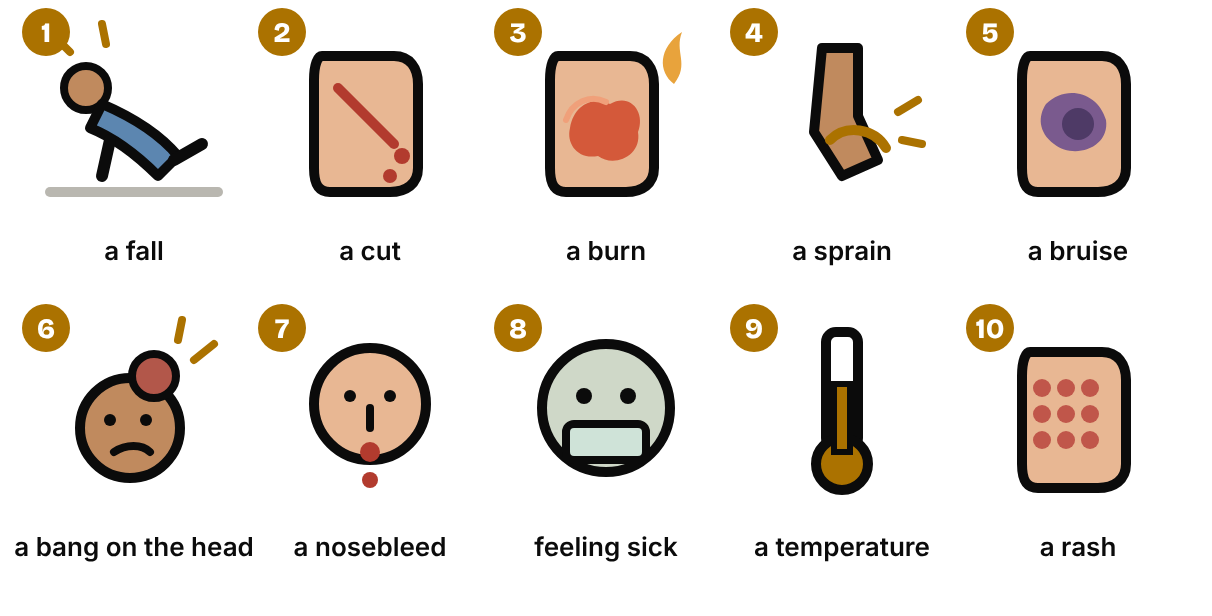 1
2
3
4
5
a fall
a cut
a burn
a sprain
a bruise
6
7
8
9
10
a bang on the head
a nosebleed
feeling sick
a temperature
a rash